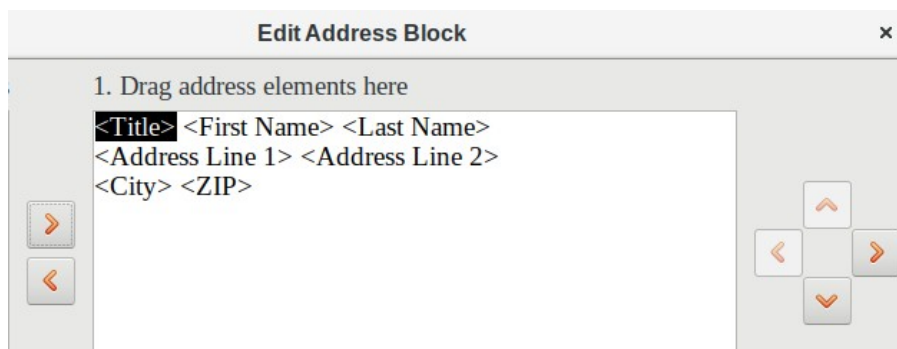 Edit Address Block
1. Drag address elements here
<Title> <First Name> <Last Name>
<Address Line 1> <Address Line 2>
<City> <ZIP>